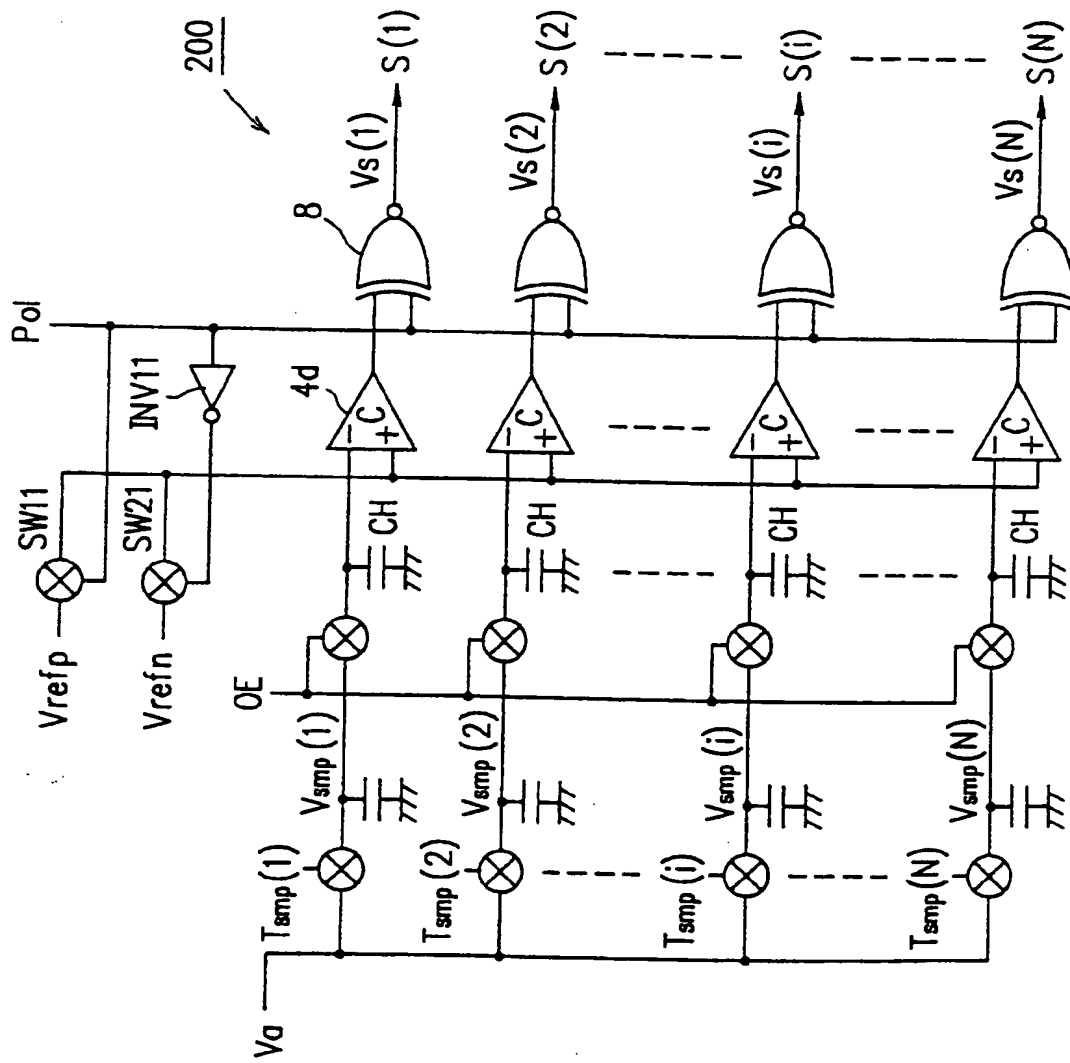 200
Pol
INV11
SW11
SW21
Vrefp
Vrefn
OE
Va
Tsmp(1)
Vsmp(1)
CH
4d
8
Vs(1)
S(1)
Tsmp(2)
Vsmp(2)
CH
Vs(2)
S(2)
Tsmp(i)
Vsmp(i)
CH
Vs(i)
S(i)
Tsmp(N)
Vsmp(N)
CH
Vs(N)
S(N)
- C +
- C +
- C +
- C +